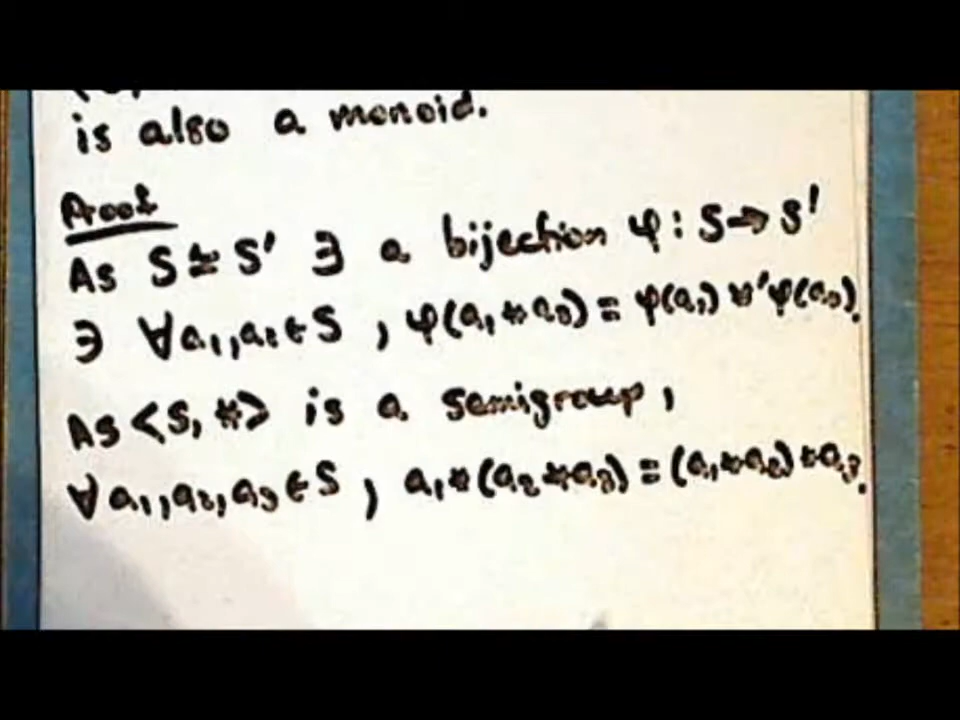 is also a monoid.
Proof
As S ≅ S' ∃ a bijection φ : S → S'
∋ ∀a₁,a₂ ∈ S , φ(a₁ * a₂) = φ(a₁) *' φ(a₂).
As <S, *> is a semigroup,
∀a₁,a₂,a₃ ∈ S , a₁*(a₂*a₃) = (a₁*a₂)*a₃.